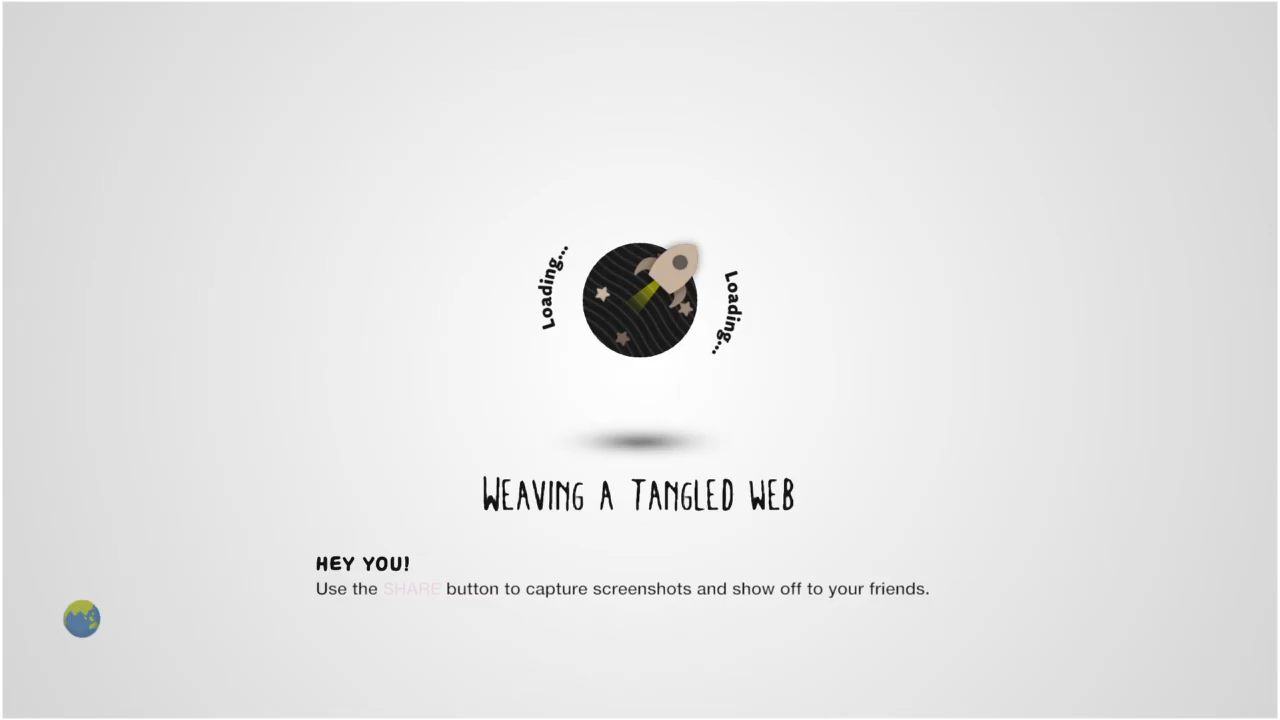 Loading...
Loading...
WEAVING A TANGLED WEB
HEY YOU!
Use the SHARE button to capture screenshots and show off to your friends.